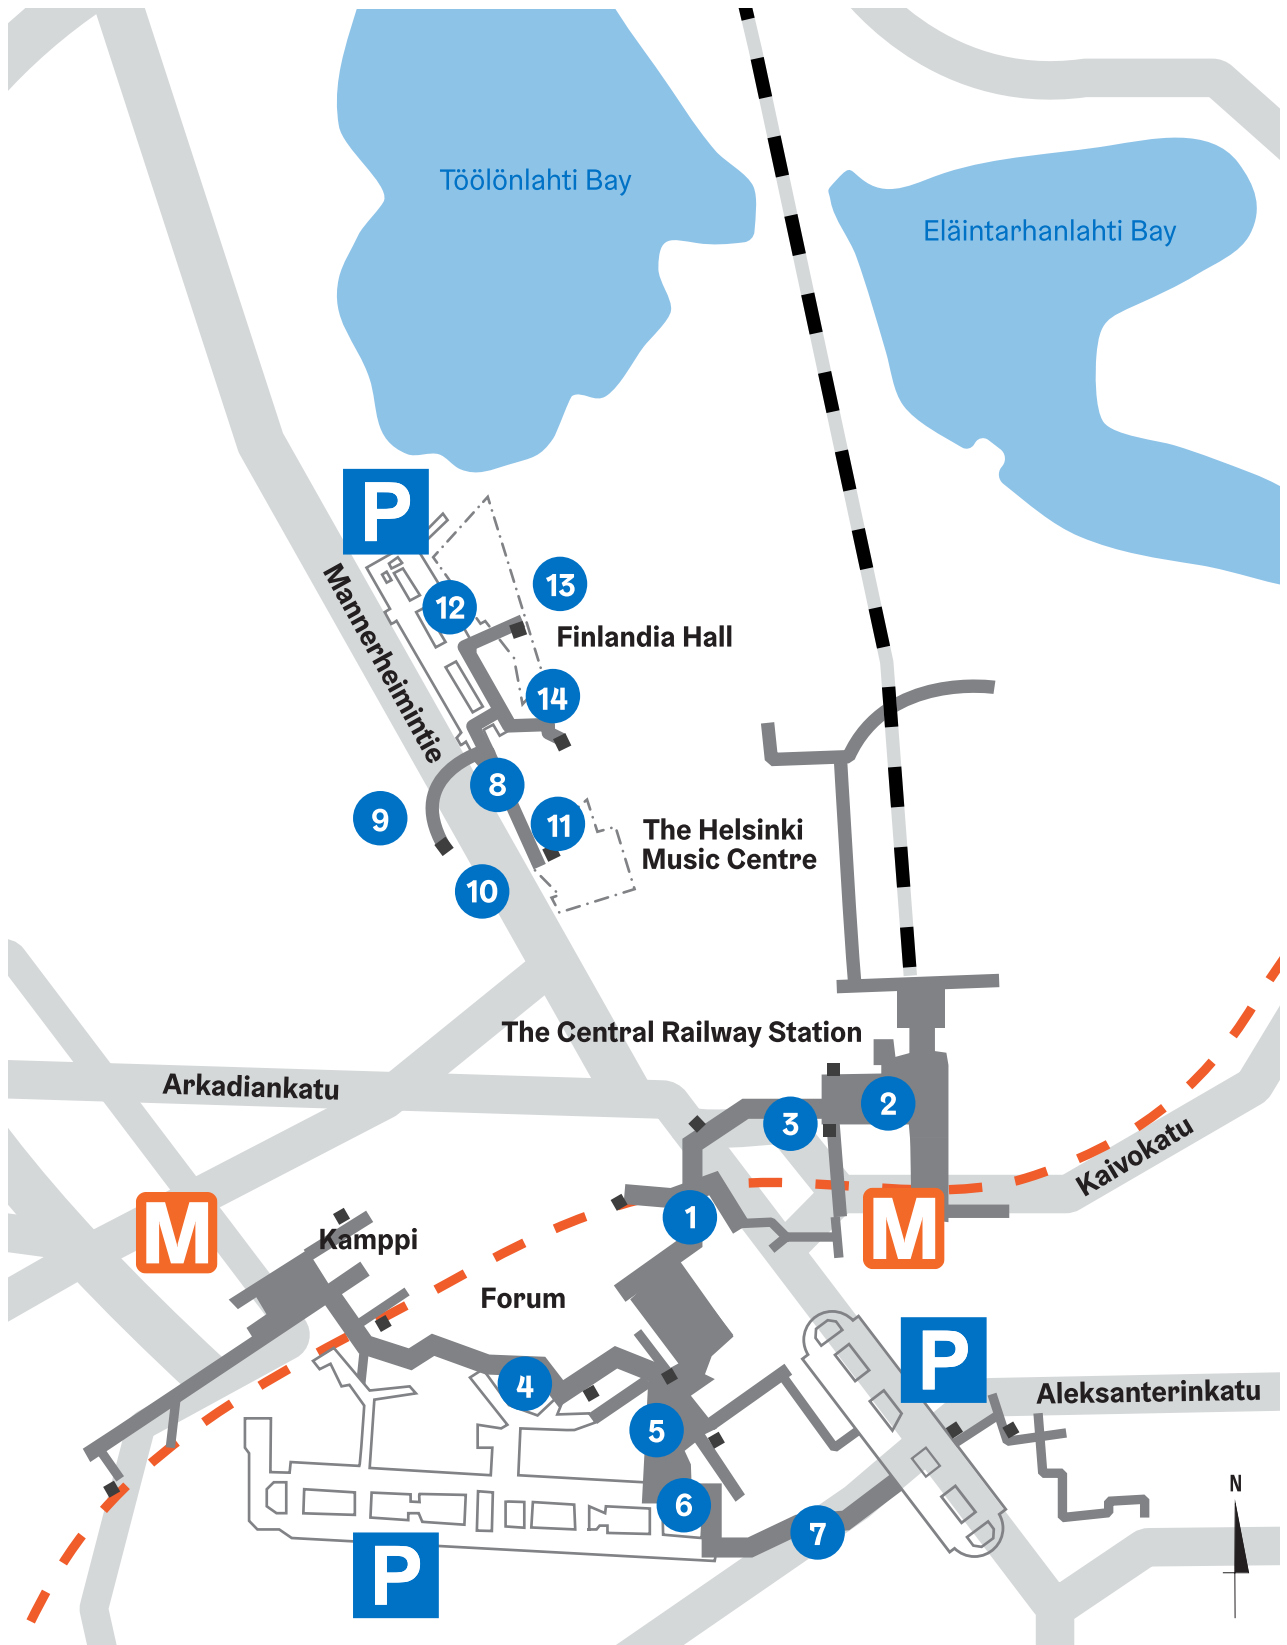 Töölönlahti Bay
Eläintarhanlahti Bay
P
Mannerheimintie
13
12
Finlandia Hall
14
8
9
11
The Helsinki
Music Centre
10
The Central Railway Station
Arkadiankatu
2
3
Kaivokatu
M
Kamppi
1
M
Forum
P
4
Aleksanterinkatu
5
N
6
7
P